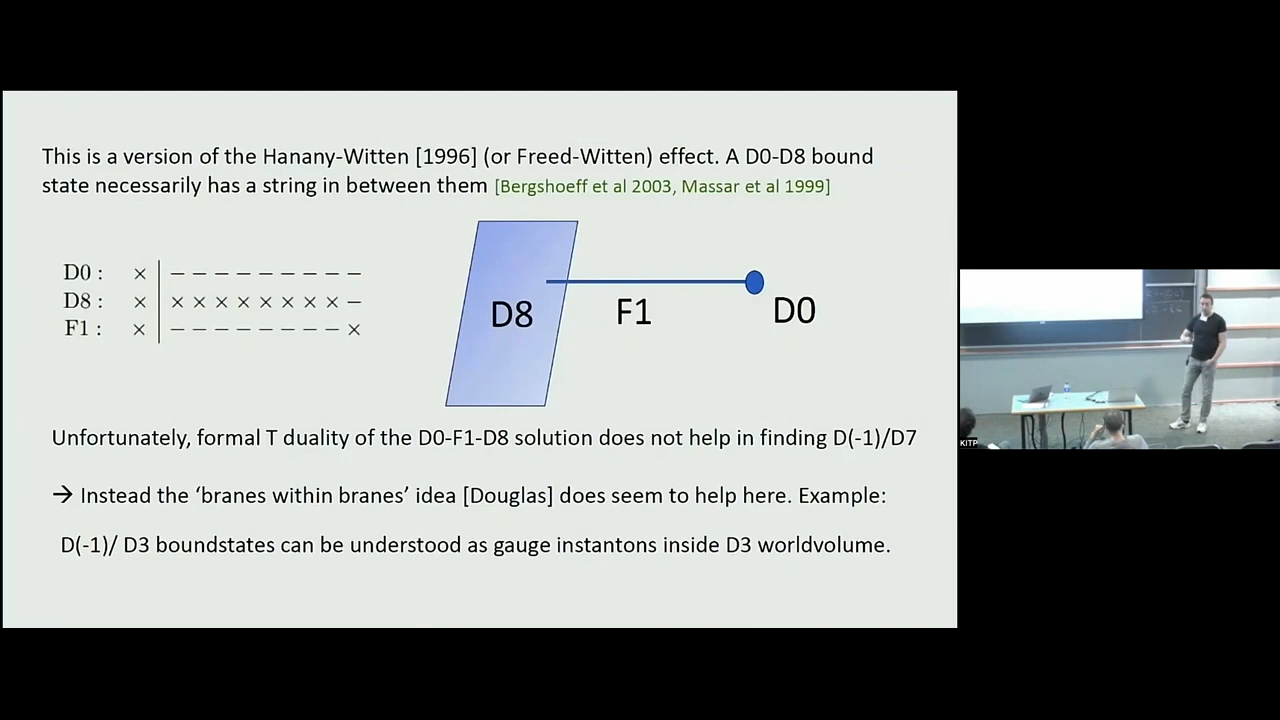 This is a version of the Hanany-Witten [1996] (or Freed-Witten) effect. A D0-D8 bound
state necessarily has a string in between them [Bergshoeff et al 2003, Massar et al 1999]
D0 : × | − − − − − − − − −
D8 : × | × × × × × × × × −
F1 : × | − − − − − − − − ×
D8
F1
D0
Unfortunately, formal T duality of the D0-F1-D8 solution does not help in finding D(-1)/D7
→ Instead the ‘branes within branes’ idea [Douglas] does seem to help here. Example:
D(-1)/ D3 boundstates can be understood as gauge instantons inside D3 worldvolume.
KITP